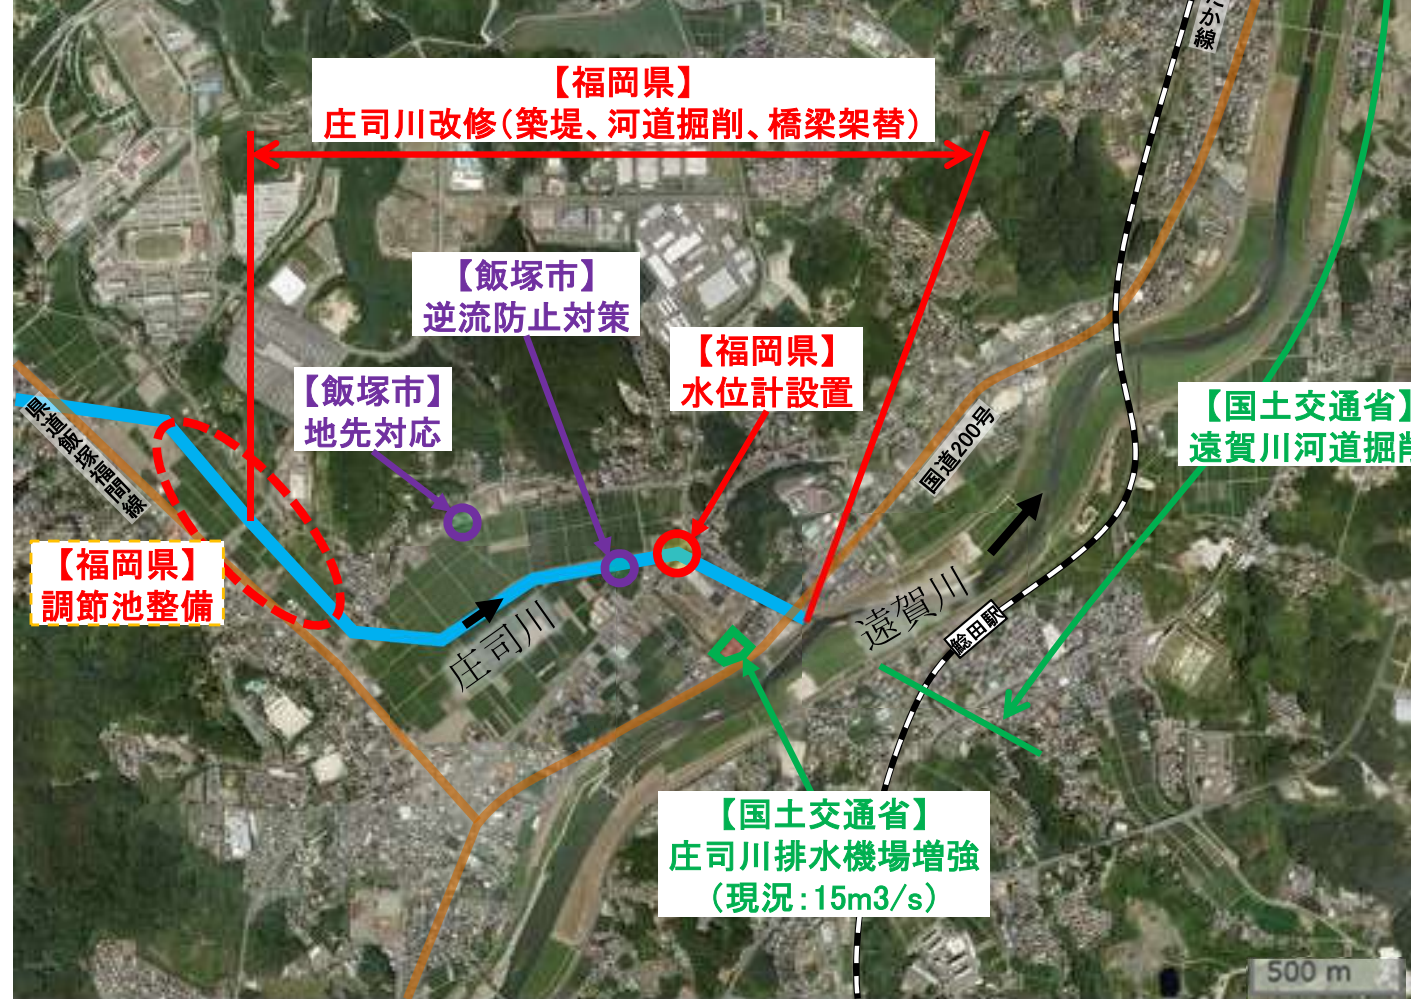 たか線
【福岡県】
庄司川改修(築堤、河道掘削、橋梁架替)
【飯塚市】
逆流防止対策
【福岡県】
水位計設置
【飯塚市】
地先対応
【国土交通省】
遠賀川河道掘削
県道飯塚福間線
国道200号
【福岡県】
調節池整備
庄司川
遠賀川
鯰田駅
【国土交通省】
庄司川排水機場増強
(現況:15m3/s)
500 m